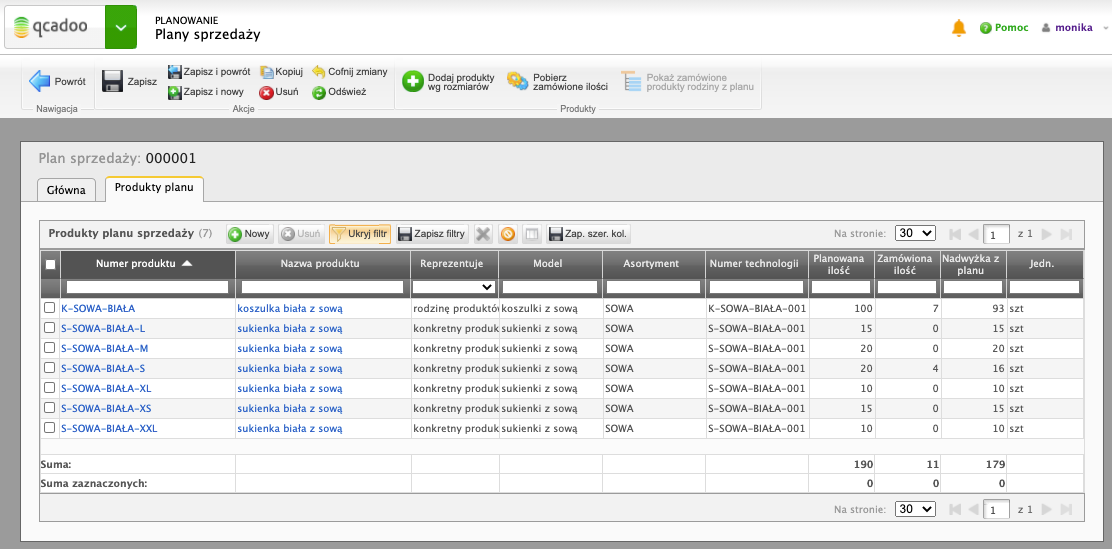 qcadoo
PLANOWANIE
Plany sprzedaży
Pomoc
monika
Powrót
Nawigacja
Zapisz
Zapisz i powrót
Kopiuj
Cofnij zmiany
Zapisz i nowy
Usuń
Odśwież
Akcje
Dodaj produkty
wg rozmiarów
Pobierz
zamówione ilości
Pokaż zamówione
produkty rodziny z planu
Produkty
Plan sprzedaży: 000001
Główna
Produkty planu
Produkty planu sprzedaży (7)
Nowy
Usuń
Ukryj filtr
Zapisz filtry
Zap. szer. kol.
Na stronie: 30
1 z 1
Numer produktu Nazwa produktu Reprezentuje Model Asortyment Numer technologii Planowana ilość Zamówiona ilość Nadwyżka z planu Jedn.
K-SOWA-BIAŁA koszulka biała z sową rodzinę produktów koszulki z sową SOWA K-SOWA-BIAŁA-001 100 7 93 szt
S-SOWA-BIAŁA-L sukienka biała z sową konkretny produk sukienki z sową SOWA S-SOWA-BIAŁA-001 15 0 15 szt
S-SOWA-BIAŁA-M sukienka biała z sową konkretny produk sukienki z sową SOWA S-SOWA-BIAŁA-001 20 0 20 szt
S-SOWA-BIAŁA-S sukienka biała z sową konkretny produk sukienki z sową SOWA S-SOWA-BIAŁA-001 20 4 16 szt
S-SOWA-BIAŁA-XL sukienka biała z sową konkretny produk sukienki z sową SOWA S-SOWA-BIAŁA-001 10 0 10 szt
S-SOWA-BIAŁA-XS sukienka biała z sową konkretny produk sukienki z sową SOWA S-SOWA-BIAŁA-001 15 0 15 szt
S-SOWA-BIAŁA-XXL sukienka biała z sową konkretny produk sukienki z sową SOWA S-SOWA-BIAŁA-001 10 0 10 szt
Suma: 190 11 179
Suma zaznaczonych: 0 0 0
Na stronie: 30 1 z 1